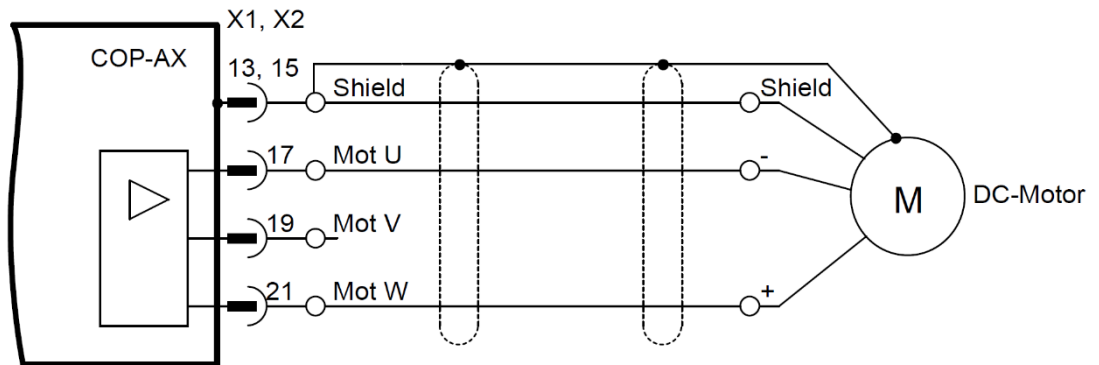 X1, X2
COP-AX
13, 15
Shield
Shield
17
Mot U
-
19
Mot V
M
DC-Motor
21
Mot W
+